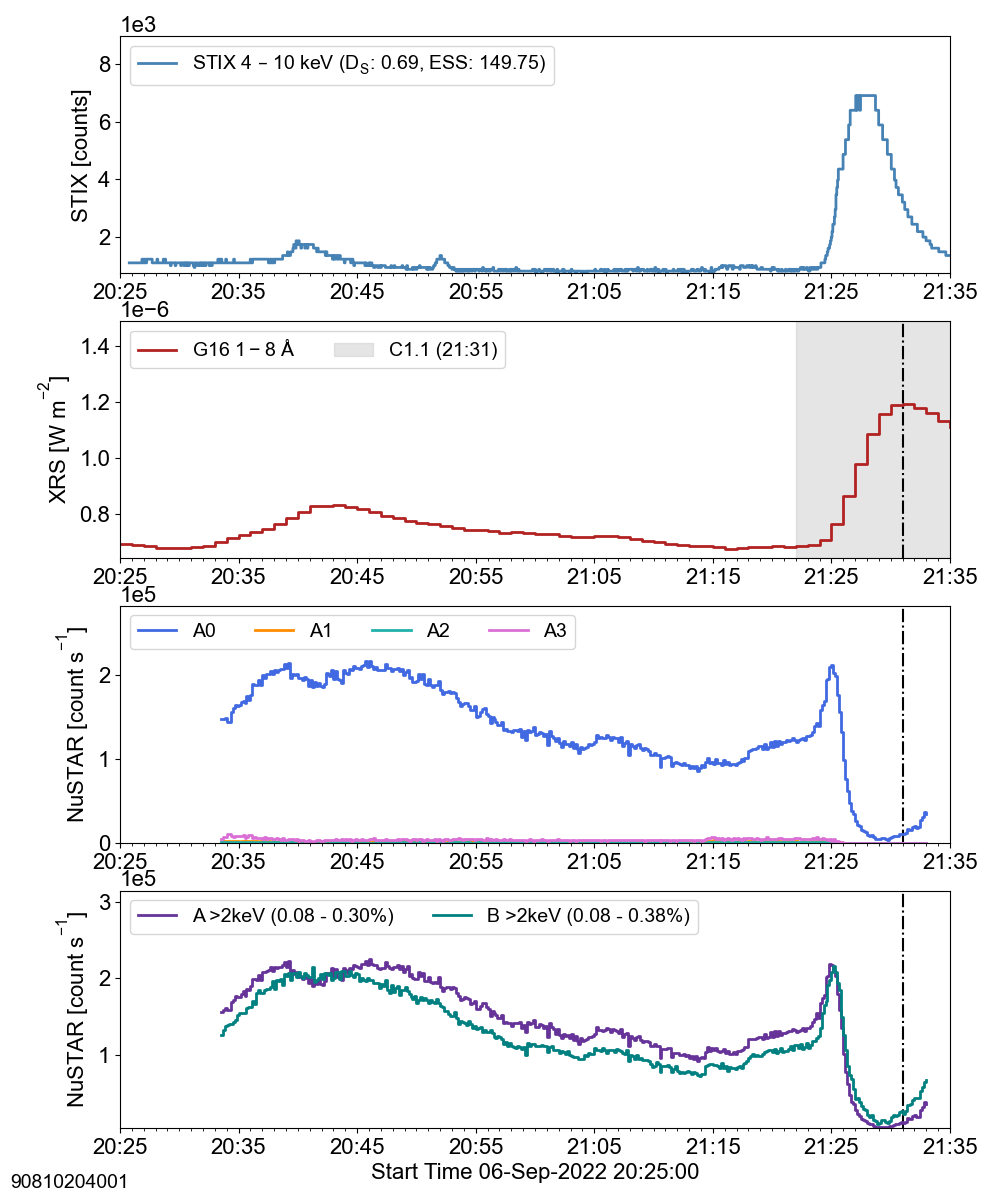 1e3
STIX 4 − 10 keV (DS: 0.69, ESS: 149.75)
STIX [counts]
8
6
4
2
20:25 20:35 20:45 20:55 21:05 21:15 21:25 21:35
1e−6
G16 1 − 8 Å C1.1 (21:31)
XRS [W m−2]
1.4
1.2
1.0
0.8
20:25 20:35 20:45 20:55 21:05 21:15 21:25 21:35
1e5
A0 A1 A2 A3
NuSTAR [count s−1]
2
1
0
20:25 20:35 20:45 20:55 21:05 21:15 21:25 21:35
1e5
A >2keV (0.08 - 0.30%) B >2keV (0.08 - 0.38%)
NuSTAR [count s−1]
3
2
1
20:25 20:35 20:45 20:55 21:05 21:15 21:25 21:35
Start Time 06-Sep-2022 20:25:00
90810204001